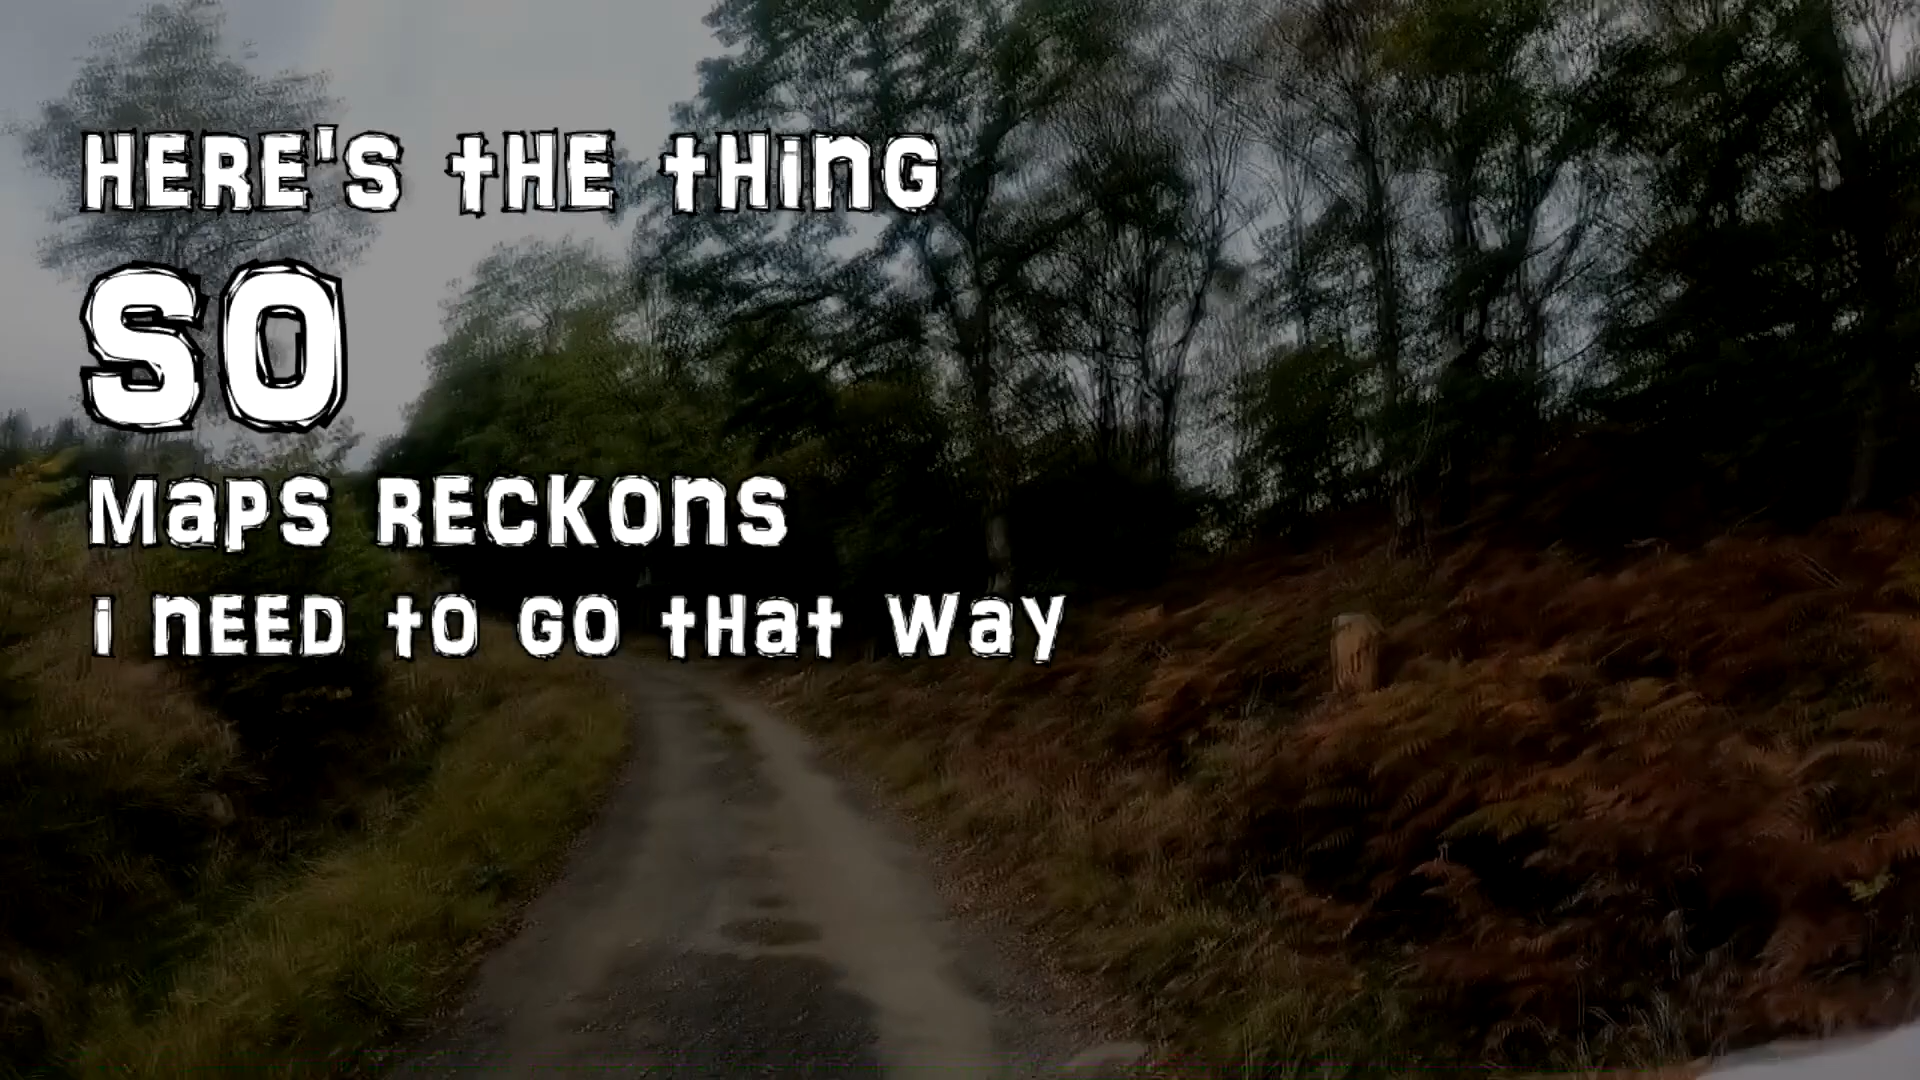 HERE'S THE THING
SO
MAPS RECKONS
I NEED TO GO THAT WAY